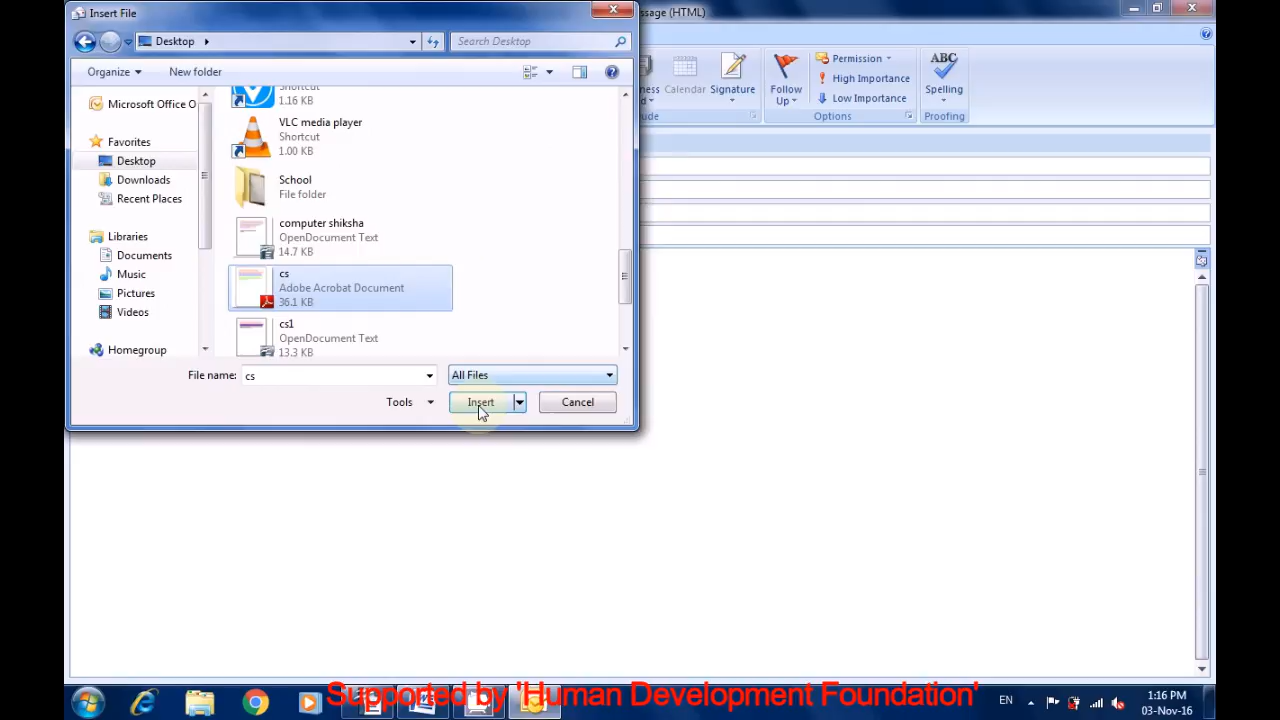 Insert File
ssage (HTML)
Desktop
Search Desktop
Organize
New folder
Microsoft Office O
Favorites
Desktop
Downloads
Recent Places
Libraries
Documents
Music
Pictures
Videos
Homegroup
Shortcut
1.16 KB
VLC media player
Shortcut
1.00 KB
School
File folder
computer shiksha
OpenDocument Text
14.7 KB
cs
Adobe Acrobat Document
36.1 KB
cs1
OpenDocument Text
13.3 KB
File name:
cs
All Files
Tools
Insert
Cancel
ness
d
Calendar
Signature
Follow
Up
Permission
High Importance
Low Importance
ABC
Spelling
ude
Options
Proofing
Supported by 'Human Development Foundation'
EN
1:16 PM
03-Nov-16